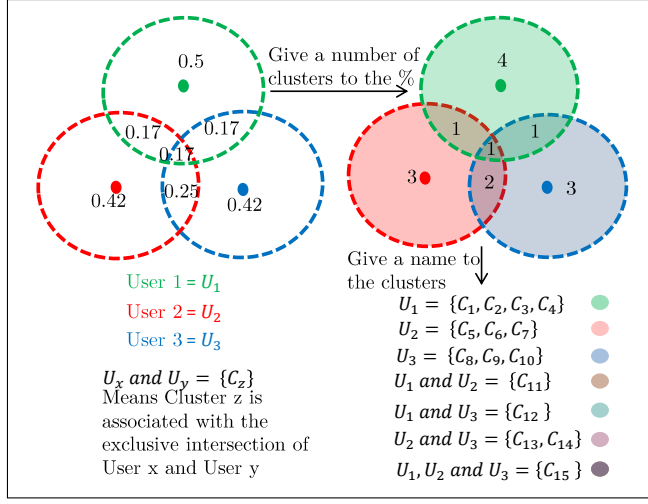 0.5
Give a number of
clusters to the %
4
0.17
0.17
0.17
0.25
0.42
0.42
1
1
1
3
2
3
Give a name to
the clusters
User 1 = U₁
User 2 = U₂
User 3 = U₃
Uₓ and Uᵧ = {C_z}
Means Cluster z is
associated with the
exclusive intersection of
User x and User y
U₁ = {C₁, C₂, C₃, C₄}
U₂ = {C₅, C₆, C₇}
U₃ = {C₈, C₉, C₁₀}
U₁ and U₂ = {C₁₁}
U₁ and U₃ = {C₁₂ }
U₂ and U₃ = {C₁₃, C₁₄}
U₁, U₂ and U₃ = {C₁₅ }